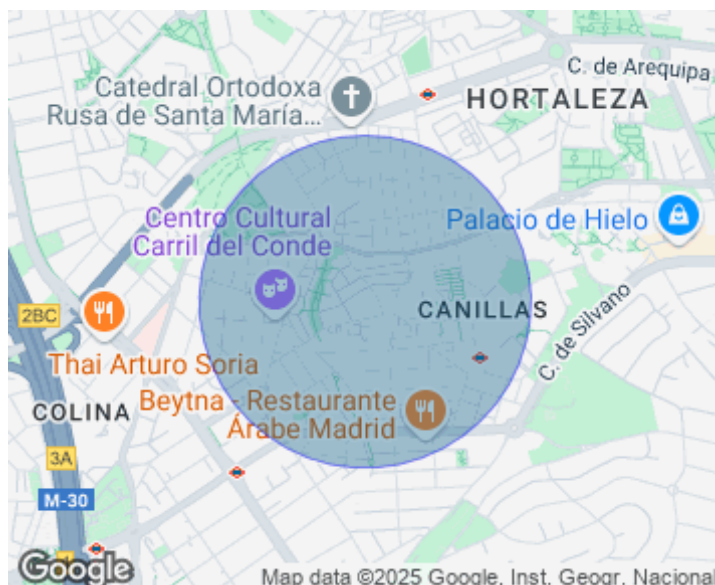 C. de Arequipa
Catedral Ortodoxa
Rusa de Santa María...
HORTALEZA
Centro Cultural
Carril del Conde
Palacio de Hielo
2BC
CANILLAS
C. de Silvano
Thai Arturo Soria
Beytna - Restaurante
Árabe Madrid
COLINA
3A
M-30
Google
Map data ©2025 Google, Inst. Geogr. Nacional